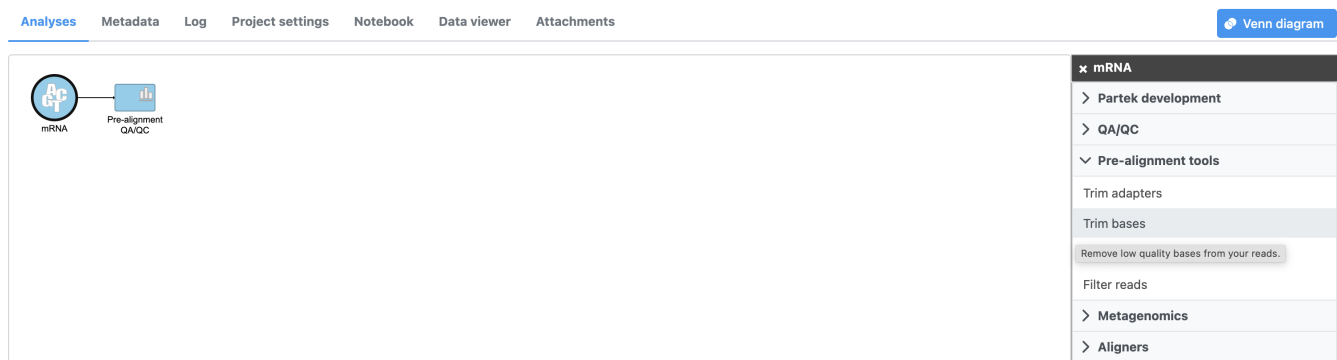 Analyses Metadata Log Project settings Notebook Data viewer Attachments Venn diagram
ACGT
mRNA
Pre-alignment
QA/QC
× mRNA
Partek development
QA/QC
Pre-alignment tools
Trim adapters
Trim bases
Remove low quality bases from your reads.
Filter reads
Metagenomics
Aligners